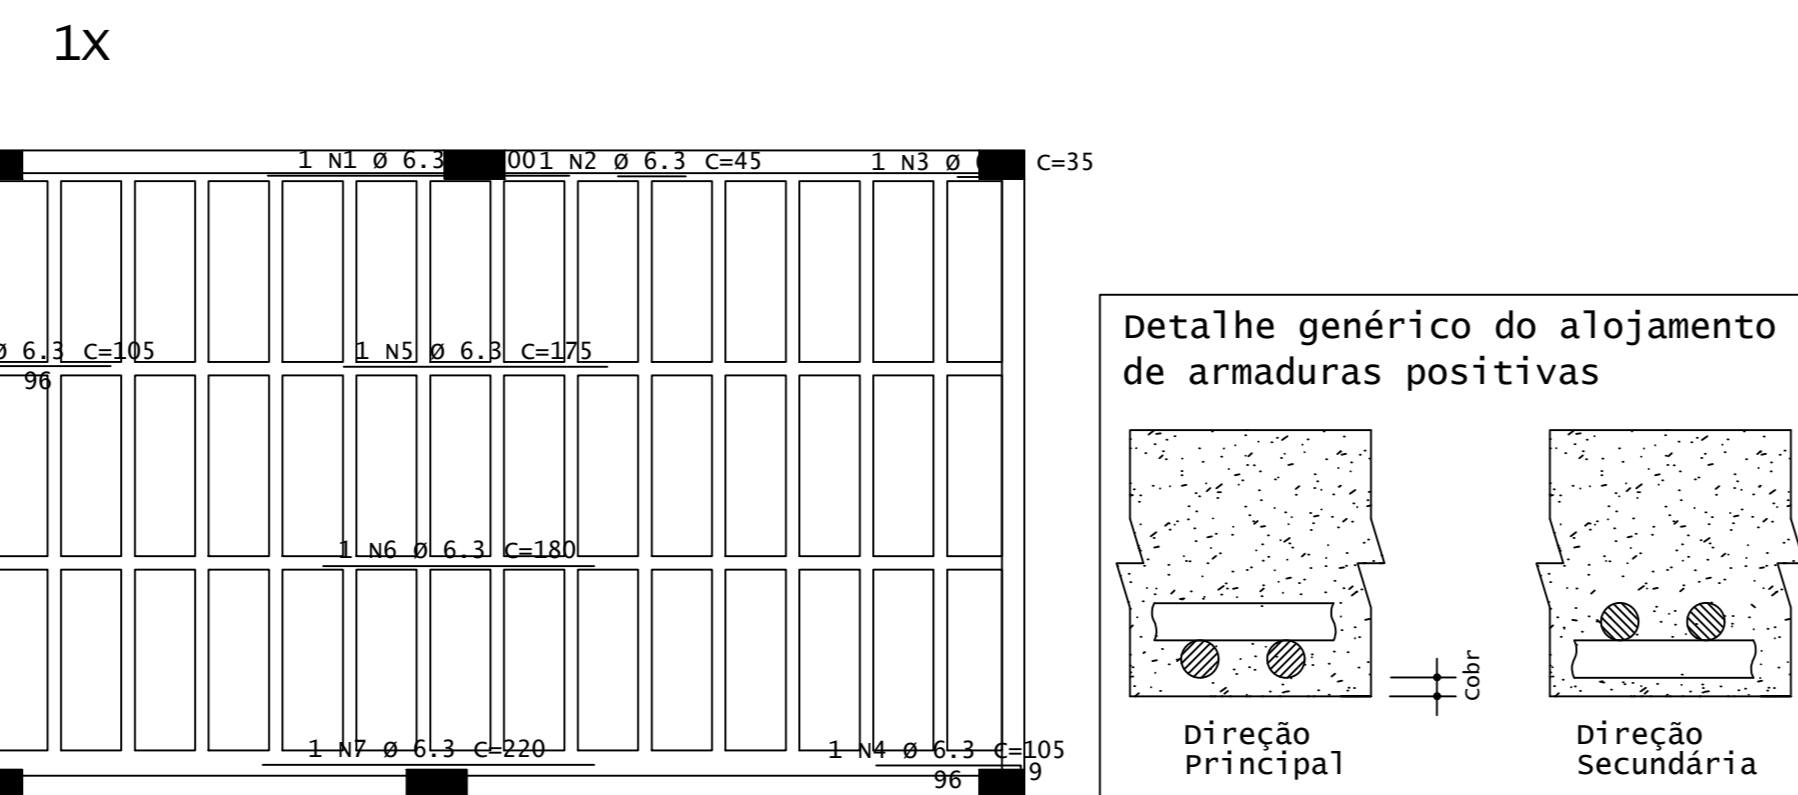 1X
1 N1 Ø 6.3
00
1 N2 Ø 6.3 C=45
1 N3 Ø
C=35
Ø 6.3 C=105
96
1 N5 Ø 6.3 C=175
1 N6 Ø 6.3 C=180
1 N7 Ø 6.3 C=220
1 N4 Ø 6.3 C=105
96
9
Detalhe genérico do alojamento
de armaduras positivas
Cobr
Direção
Principal
Direção
Secundária